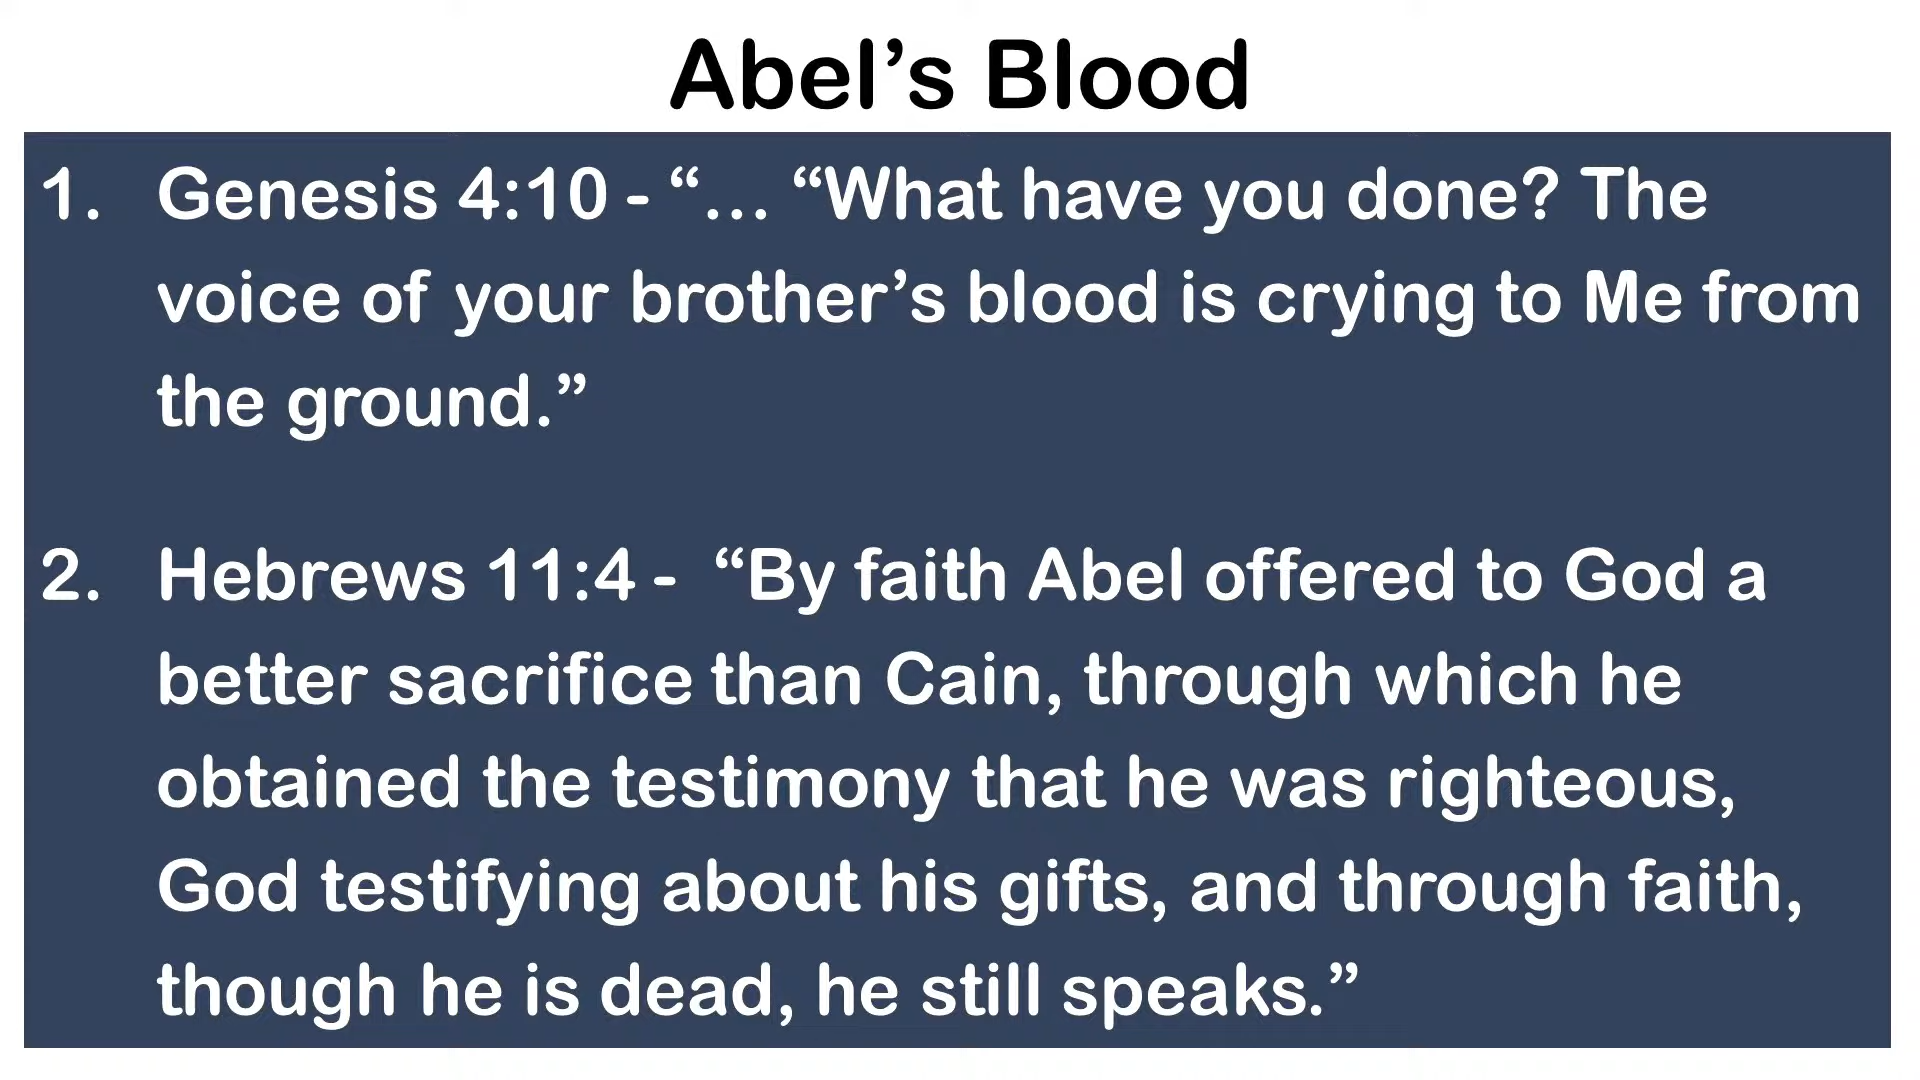 Abel’s Blood
1. Genesis 4:10 - “… “What have you done? The
voice of your brother’s blood is crying to Me from
the ground.”
2. Hebrews 11:4 - “By faith Abel offered to God a
better sacrifice than Cain, through which he
obtained the testimony that he was righteous,
God testifying about his gifts, and through faith,
though he is dead, he still speaks.”